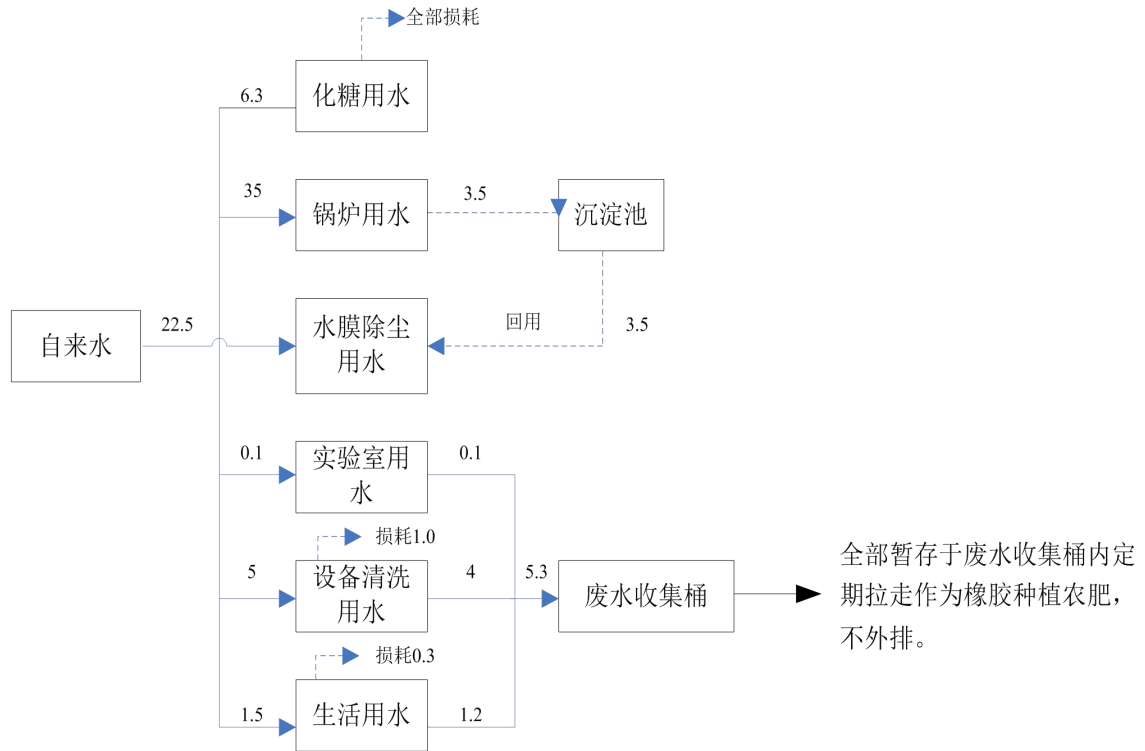 全部损耗
6.3
化糖用水
35
锅炉用水
3.5
沉淀池
自来水
22.5
水膜除尘
用水
回用
3.5
0.1
实验室用
水
0.1
损耗1.0
5
设备清洗
用水
4
5.3
废水收集桶
全部暂存于废水收集桶内定
期拉走作为橡胶种植农肥，
不外排。
损耗0.3
1.5
生活用水
1.2